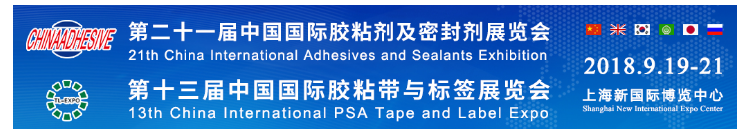 CHINAADHESIVE
第二十一届中国国际胶粘剂及密封剂展览会
21th China International Adhesives and Sealants Exhibition
TL-EXPO
第十三届中国国际胶粘带与标签展览会
13th China International PSA Tape and Label Expo
2018.9.19-21
上海新国际博览中心
Shanghai New International Expo Center